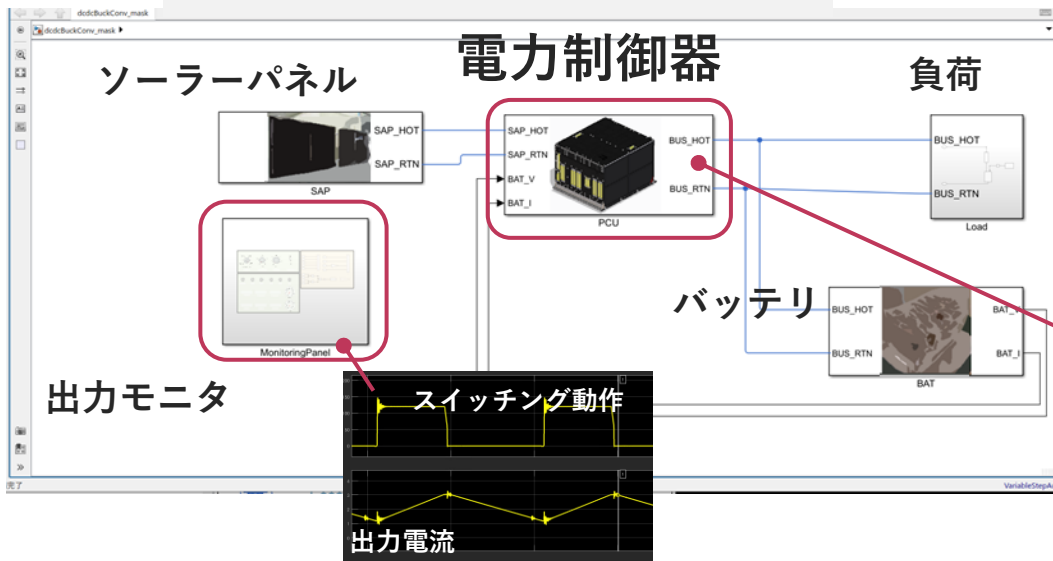 dcdcBuckConv_mask
dcdcBuckConv_mask
電力制御器
ソーラーパネル
負荷
SAP_HOT
SAP_RTN
SAP
SAP_HOT
SAP_RTN
BAT_V
BAT_I
BUS_HOT
BUS_RTN
PCU
BUS_HOT
BUS_RTN
Load
バッテリ
BUS_HOT
BUS_RTN
BAT_V
BAT_I
BAT
MonitoringPanel
出力モニタ
スイッチング動作
出力電流
完了
VariableStepA